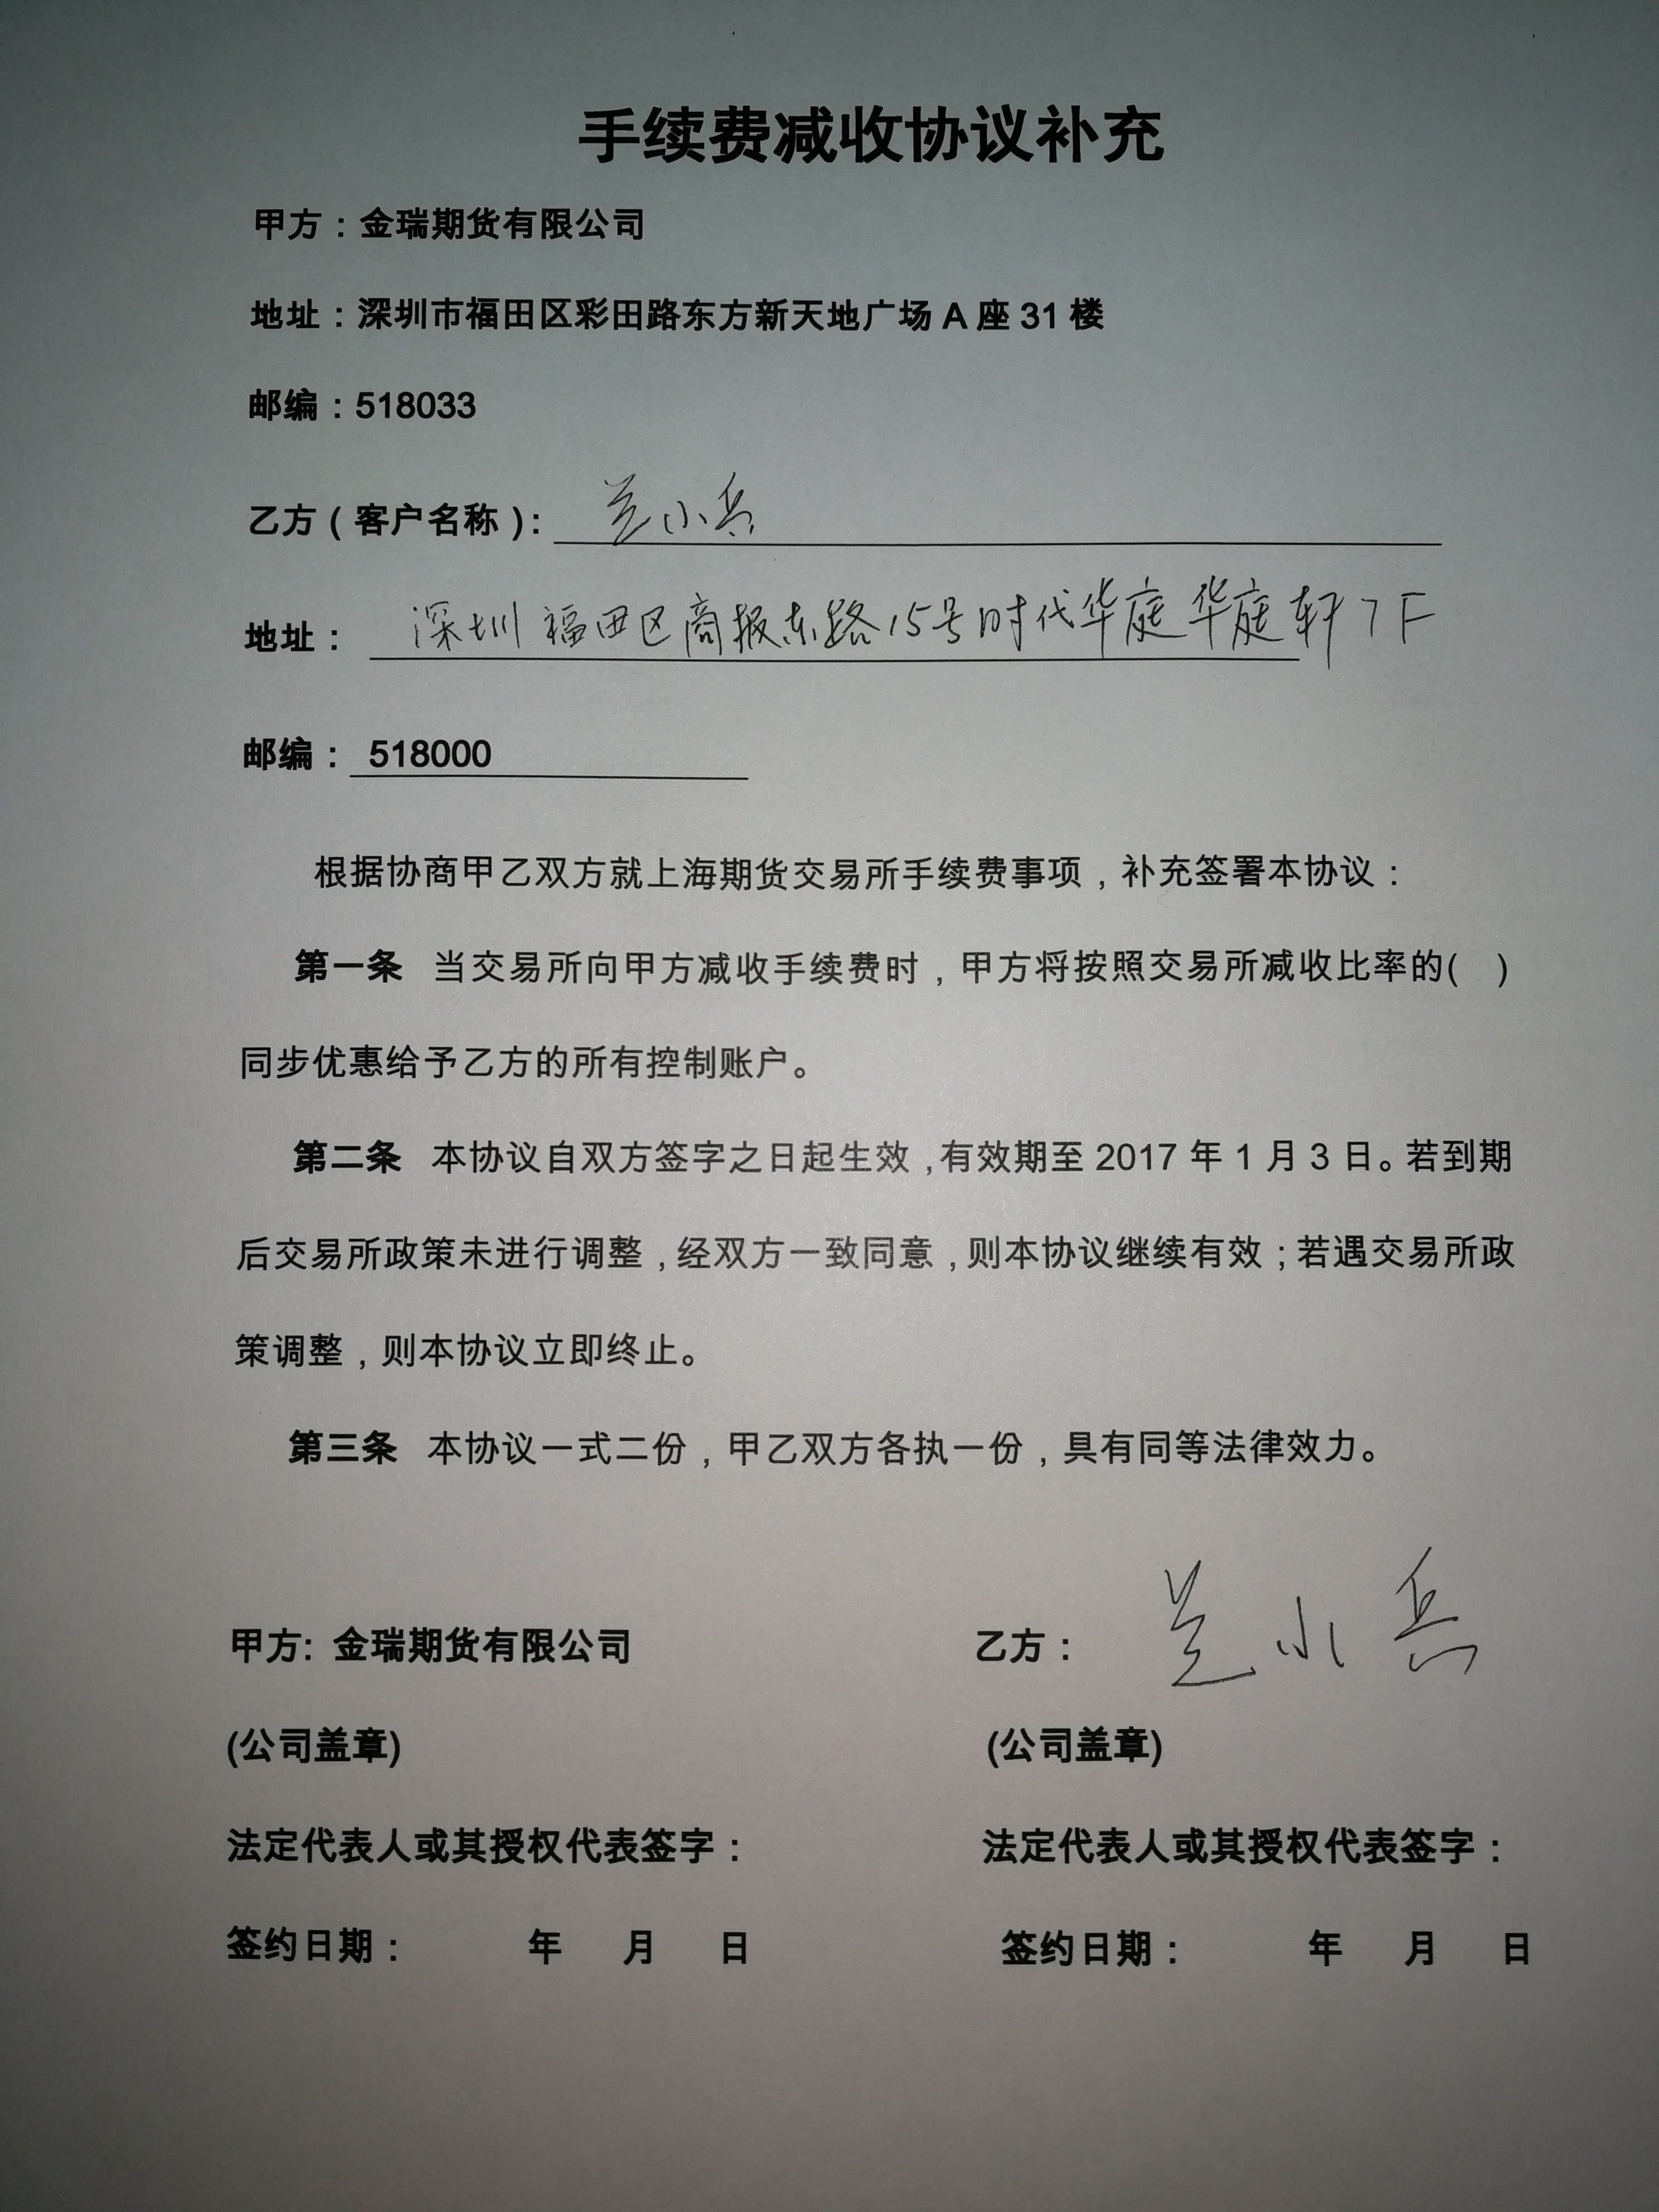 手续费减收协议补充
甲方：金瑞期货有限公司
地址：深圳市福田区彩田路东方新天地广场 A 座 31 楼
邮编：518033
乙方（客户名称）：兰小兵
地址：深圳福田区商报东路15号时代华庭华庭轩7F
邮编：518000
根据协商甲乙双方就上海期货交易所手续费事项，补充签署本协议：
第一条 当交易所向甲方减收手续费时，甲方将按照交易所减收比率的( )
同步优惠给予乙方的所有控制账户。
第二条 本协议自双方签字之日起生效，有效期至 2017 年 1 月 3 日。若到期
后交易所政策未进行调整，经双方一致同意，则本协议继续有效；若遇交易所政
策调整，则本协议立即终止。
第三条 本协议一式二份，甲乙双方各执一份，具有同等法律效力。
甲方: 金瑞期货有限公司 乙方：兰小兵
(公司盖章) (公司盖章)
法定代表人或其授权代表签字： 法定代表人或其授权代表签字：
签约日期： 年 月 日 签约日期： 年 月 日